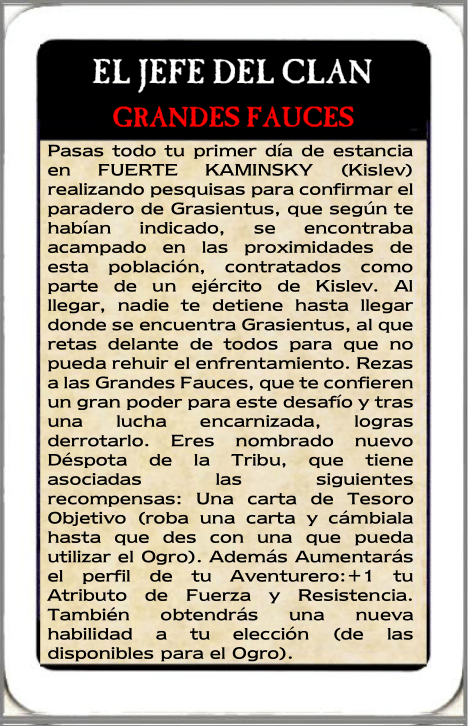 EL JEFE DEL CLAN
GRANDES FAUCES
Pasas todo tu primer día de estancia
en FUERTE KAMINSKY (Kislev)
realizando pesquisas para confirmar el
paradero de Grasientus, que según te
habían indicado, se encontraba
acampado en las proximidades de
esta población, contratados como
parte de un ejército de Kislev. Al
llegar, nadie te detiene hasta llegar
donde se encuentra Grasientus, al que
retas delante de todos para que no
pueda rehuir el enfrentamiento. Rezas
a las Grandes Fauces, que te confieren
un gran poder para este desafío y tras
una lucha encarnizada, logras
derrotarlo. Eres nombrado nuevo
Déspota de la Tribu, que tiene
asociadas las siguientes
recompensas: Una carta de Tesoro
Objetivo (roba una carta y cámbiala
hasta que des con una que pueda
utilizar el Ogro). Además Aumentarás
el perfil de tu Aventurero:+1 tu
Atributo de Fuerza y Resistencia.
También obtendrás una nueva
habilidad a tu elección (de las
disponibles para el Ogro).